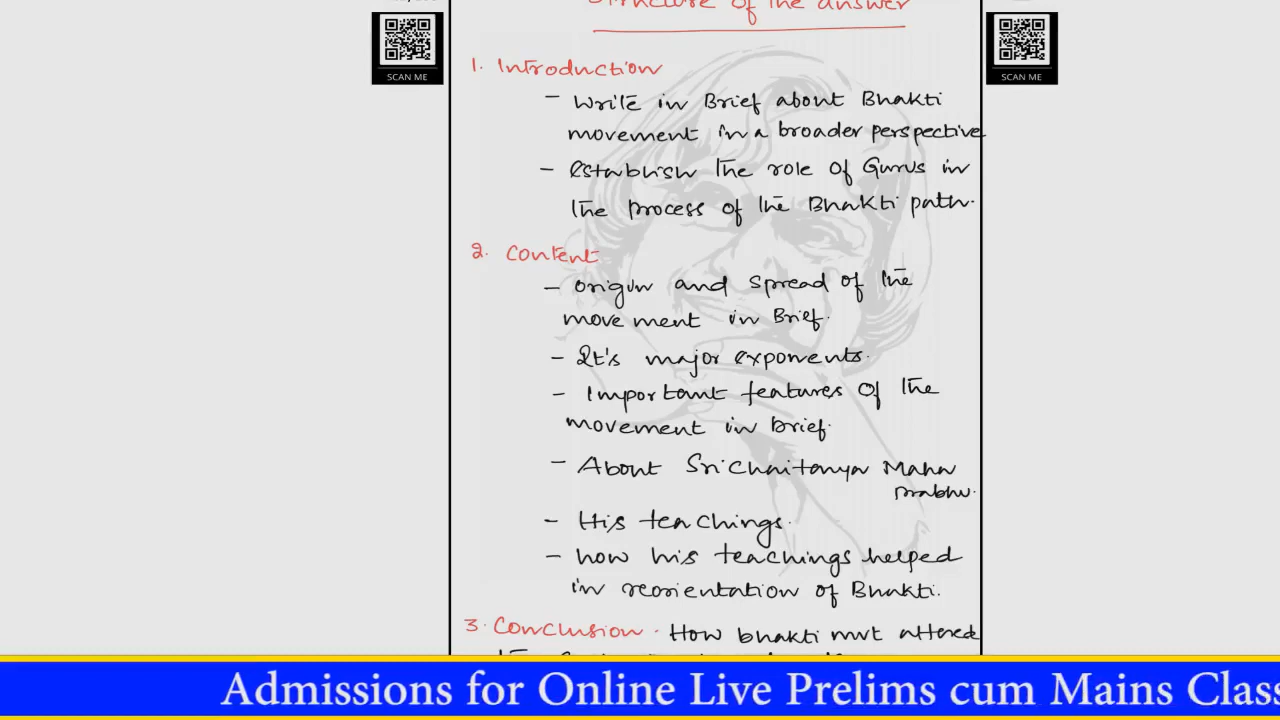 Structure of the answer
SCAN ME
SCAN ME
1. Introduction
- Write in Brief about Bhakti
movement in a broader perspective
- establish the role of Gurus in
the process of the Bhakti path.
2. Content
- origin and spread of the
movement in Brief.
- It's major exponents.
- Important features of the
movement in brief.
- About Sri Chaitanya Maha
prabhu.
- His teachings.
- how his teachings helped
in reorientation of Bhakti.
3. Conclusion. How bhakti mvt altered
Admissions for Online Live Prelims cum Mains Class